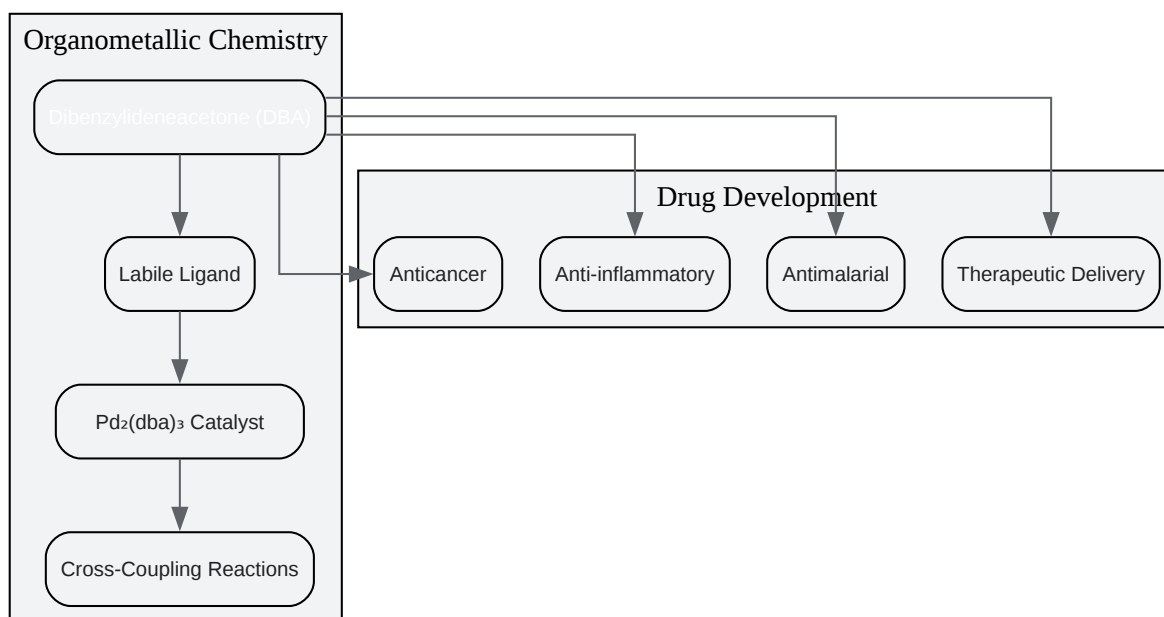 Organometallic Chemistry
Dibenzylideneacetone (DBA)
Drug Development
Labile Ligand
Anticancer
Anti-inflammatory
Antimalarial
Therapeutic Delivery
Pd₂(dba)₃ Catalyst
Cross-Coupling Reactions